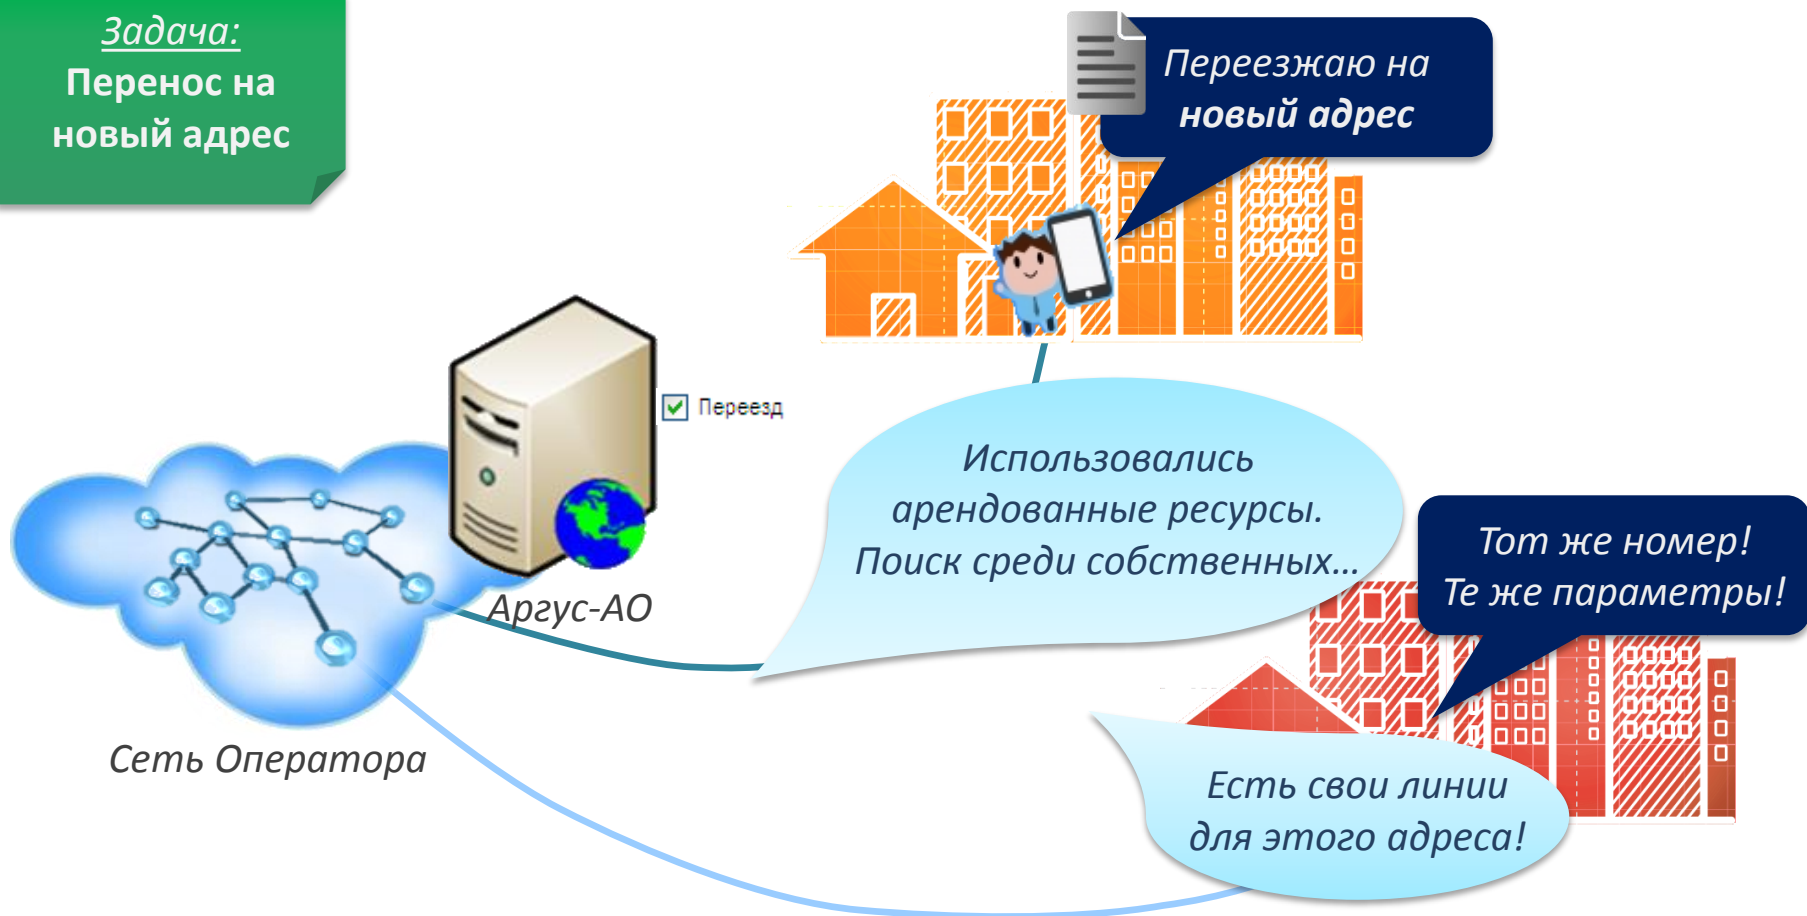 Задача:
Перенос на
новый адрес
Переезжаю на
новый адрес
Переезд
Использовались
арендованные ресурсы.
Поиск среди собственных...
Тот же номер!
Те же параметры!
Аргус-АО
Сеть Оператора
Есть свои линии
для этого адреса!